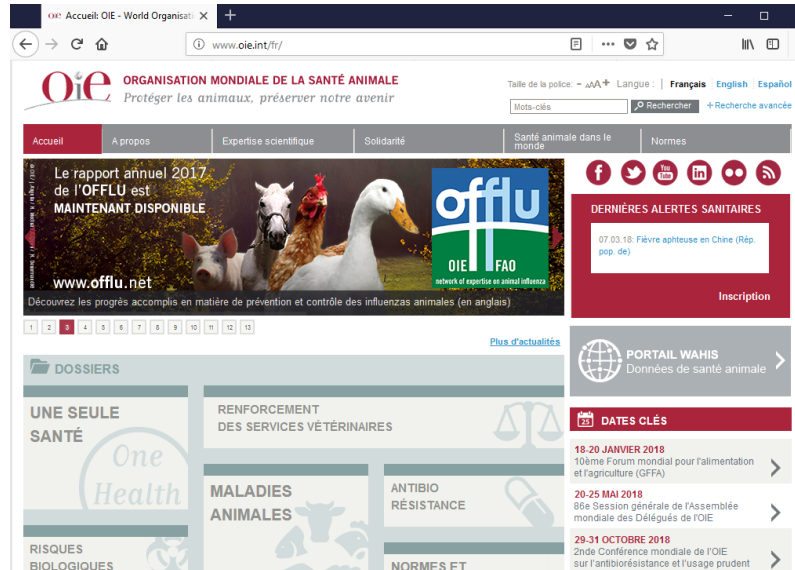 Accueil: OIE - World Organisati
www.oie.int/fr/
Oie
ORGANISATION MONDIALE DE LA SANTÉ ANIMALE
Protéger les animaux, préserver notre avenir
Taille de la police: - AAA+ Langue : | Français English Español
Mots-clés
Rechercher
+Recherche avancée
Accueil
A propos
Expertise scientifique
Solidarité
Santé animale dans le
monde
Normes
Le rapport annuel 2017
de l'OFFLU est
MAINTENANT DISPONIBLE
www.offlu.net
offlu
OIE FAO
network of expertise on animal influenza
Découvrez les progrès accomplis en matière de prévention et contrôle des influenzas animales (en anglais)
1 2 3 4 5 6 7 8 9 10 11 12 13
Plus d'actualités
You
Tube
in
DERNIÈRES ALERTES SANITAIRES
07.03.18: Fièvre aphteuse en Chine (Rép.
pop. de)
Inscription
PORTAIL WAHIS
Données de santé animale
DOSSIERS
UNE SEULE
SANTÉ
One
Health
RENFORCEMENT
DES SERVICES VÉTÉRINAIRES
MALADIES
ANIMALES
ANTIBIO
RÉSISTANCE
RISQUES
BIOLOGIQUES
NORMES ET
25
DATES CLÉS
18-20 JANVIER 2018
10ème Forum mondial pour l'alimentation
et l'agriculture (GFFA)
20-25 MAI 2018
86e Session générale de l'Assemblée
mondiale des Délégués de l'OIE
29-31 OCTOBRE 2018
2nde Conférence mondiale de l'OIE
sur l'antibiorésistance et l'usage prudent